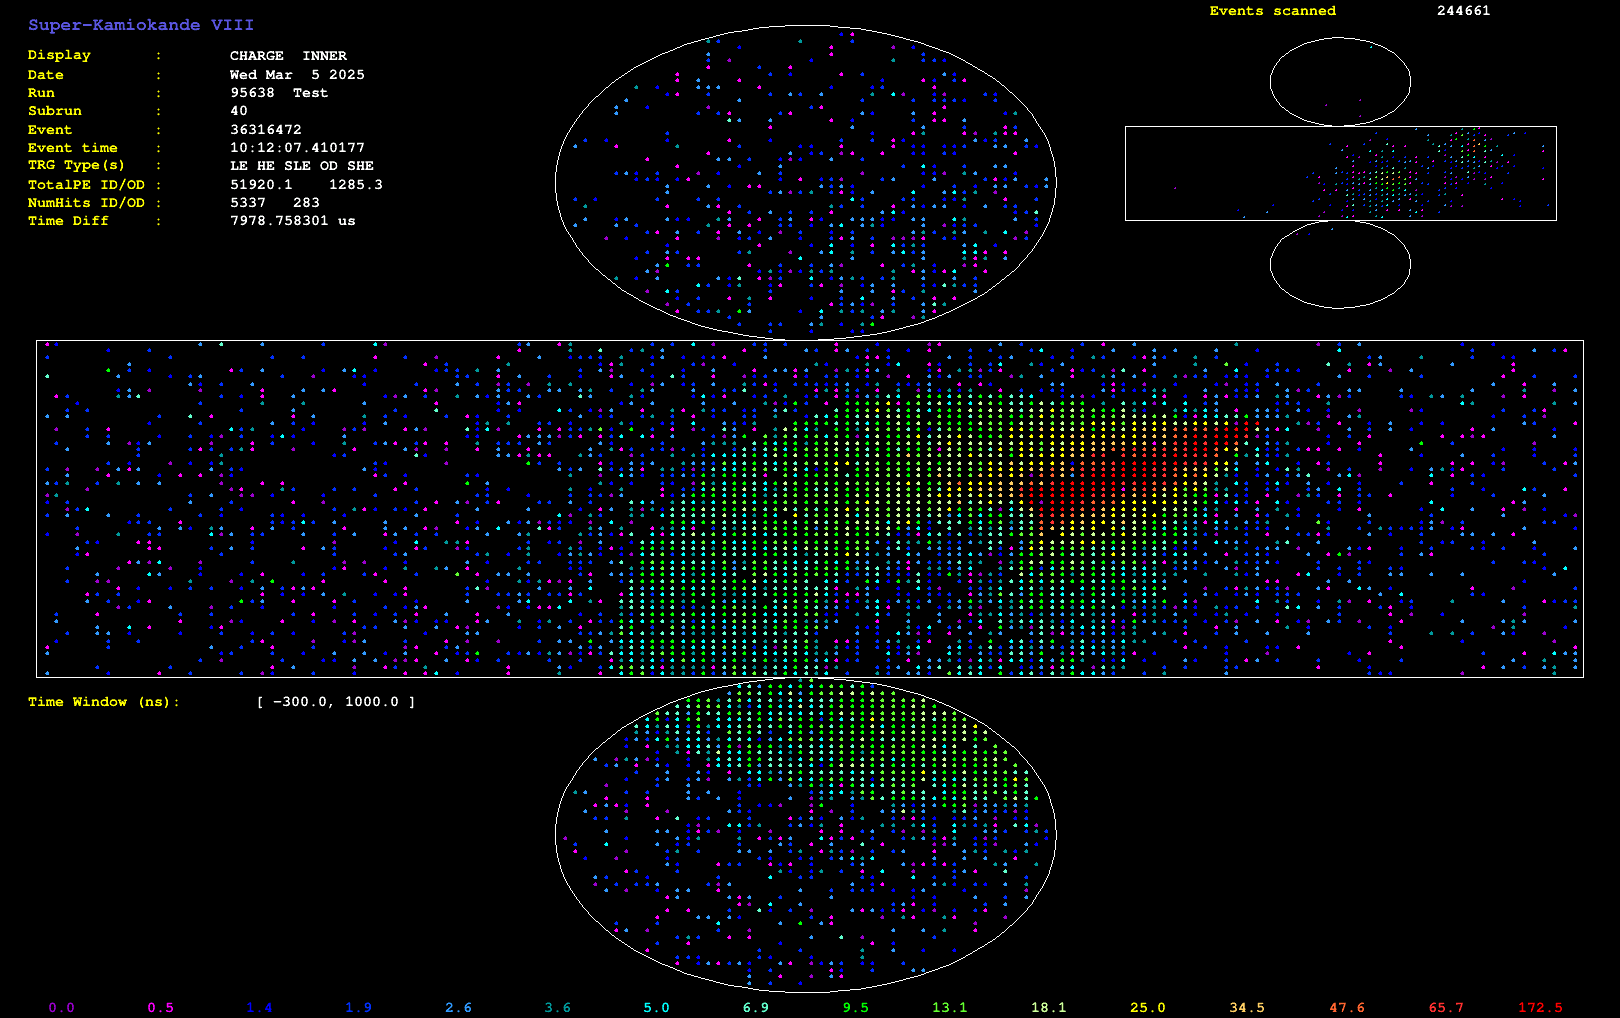 Super-Kamiokande VIII
Events scanned 244661
Display : CHARGE INNER
Date : Wed Mar 5 2025
Run : 95638 Test
Subrun : 40
Event : 36316472
Event time : 10:12:07.410177
TRG Type(s) : LE HE SLE OD SHE
TotalPE ID/OD : 51920.1 1285.3
NumHits ID/OD : 5337 283
Time Diff : 7978.758301 us
Time Window (ns): [ -300.0, 1000.0 ]
0.0 0.5 1.4 1.9 2.6 3.6 5.0 6.9 9.5 13.1 18.1 25.0 34.5 47.6 65.7 172.5